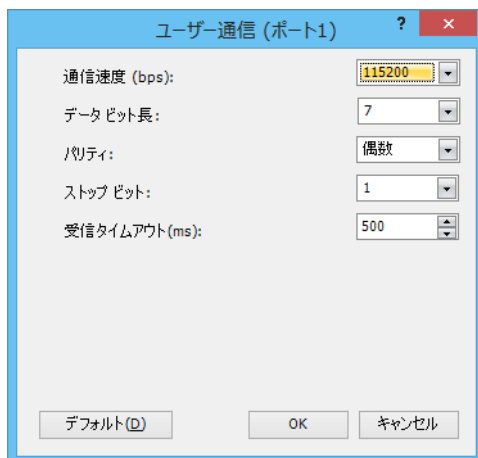 ユーザー通信 (ポート1) ? ×
通信速度 (bps): 115200
データ ビット長: 7
パリティ: 偶数
ストップ ビット: 1
受信タイムアウト(ms): 500
デフォルト(D) OK キャンセル